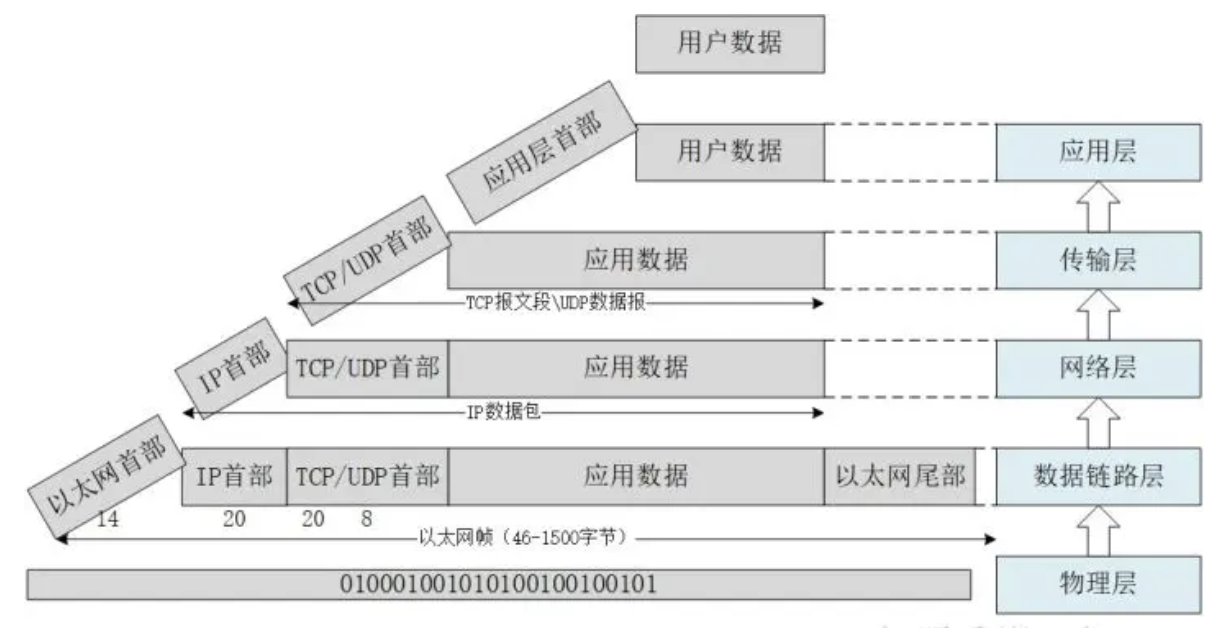 用户数据
应用层首部
用户数据
应用层
TCP/UDP首部
应用数据
传输层
TCP报文段\UDP数据报
IP首部
TCP/UDP首部
应用数据
网络层
IP数据包
以太网首部
IP首部
TCP/UDP首部
应用数据
以太网尾部
数据链路层
14
20
20
8
以太网帧（46-1500字节）
010001001010100100100101
物理层